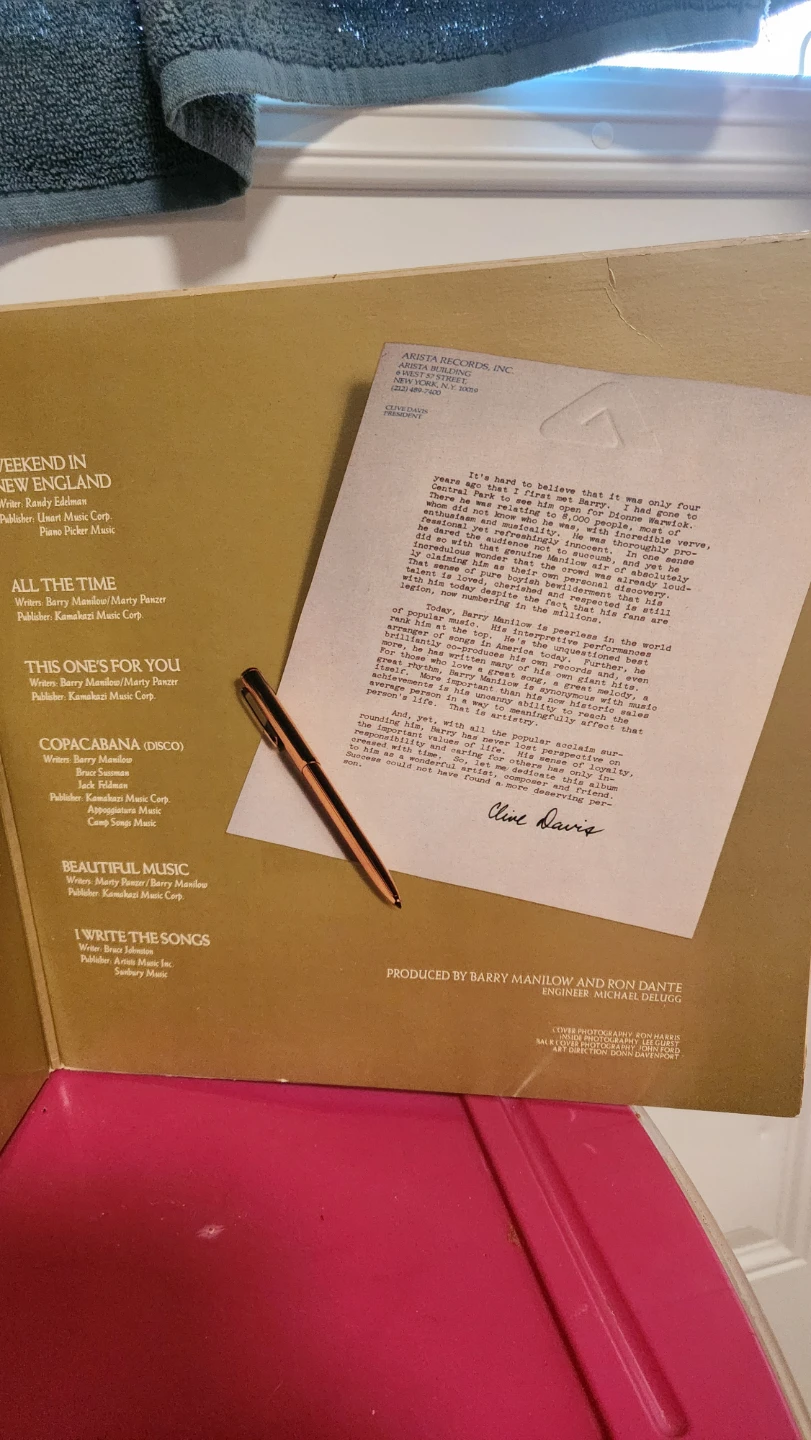 WEEKEND IN
NEW ENGLAND
Writer: Randy Edelman
Publisher: Unart Music Corp.
Piano Picker Music
ALL THE TIME
Writers: Barry Manilow/Marty Panzer
Publisher: Kamakazi Music Corp.
THIS ONE'S FOR YOU
Writers: Barry Manilow/Marty Panzer
Publisher: Kamakazi Music Corp.
COPACABANA (DISCO)
Writers: Barry Manilow
Bruce Sussman
Jack Feldman
Publisher: Kamakazi Music Corp.
Appoggiatura Music
Camp Songs Music
BEAUTIFUL MUSIC
Writers: Marty Panzer/Barry Manilow
Publisher: Kamakazi Music Corp.
I WRITE THE SONGS
Writer: Bruce Johnston
Publisher: Artists Music Inc.
Sunbury Music
ARISTA RECORDS, INC.
ARISTA BUILDING
6 WEST 57 STREET,
NEW YORK, N.Y. 10019
(212) 489-7400
CLIVE DAVIS
PRESIDENT
It's hard to believe that it was only four
years ago that I first met Barry. I had gone to
Central Park to see him open for Dionne Warwick.
There he was relating to 8,000 people, most of
whom did not know who he was, with incredible verve,
enthusiasm and musicality. He was thoroughly pro-
fessional yet refreshingly innocent. In one sense
he dared the audience not to succumb, and yet he
did so with that genuine Manilow air of absolutely
incredulous wonder that the crowd was already loud-
ly claiming him as their own personal discovery.
That sense of pure boyish bewilderment that his
talent is loved, cherished and respected is still
with him today despite the fact that his fans are
legion, now numbering in the millions.
Today, Barry Manilow is peerless in the world
of popular music. His interpretive performances
rank him at the top. He's the unquestioned best
arranger of songs in America today. Further, he
brilliantly co-produces his own records and, even
more, he has written many of his own giant hits.
For those who love a great song, a great melody, a
great rhythm, Barry Manilow is synonymous with music
itself. More important than his now historic sales
achievements is his uncanny ability to reach the
average person in a way to meaningfully affect that
person's life. That is artistry.
And, yet, with all the popular acclaim sur-
rounding him, Barry has never lost perspective on
the important values of life. His sense of loyalty,
responsibility and caring for others has only in-
creased with time. So, let me dedicate this album
to him as a wonderful artist, composer and friend.
Success could not have found a more deserving per-
son.
Clive Davis
PRODUCED BY BARRY MANILOW AND RON DANTE
ENGINEER: MICHAEL DELUGG
COVER PHOTOGRAPHY: RON HARRIS
INSIDE PHOTOGRAPHY: LEE GURST
BACK COVER PHOTOGRAPHY: JOHN FORD
ART DIRECTION: DONN DAVENPORT